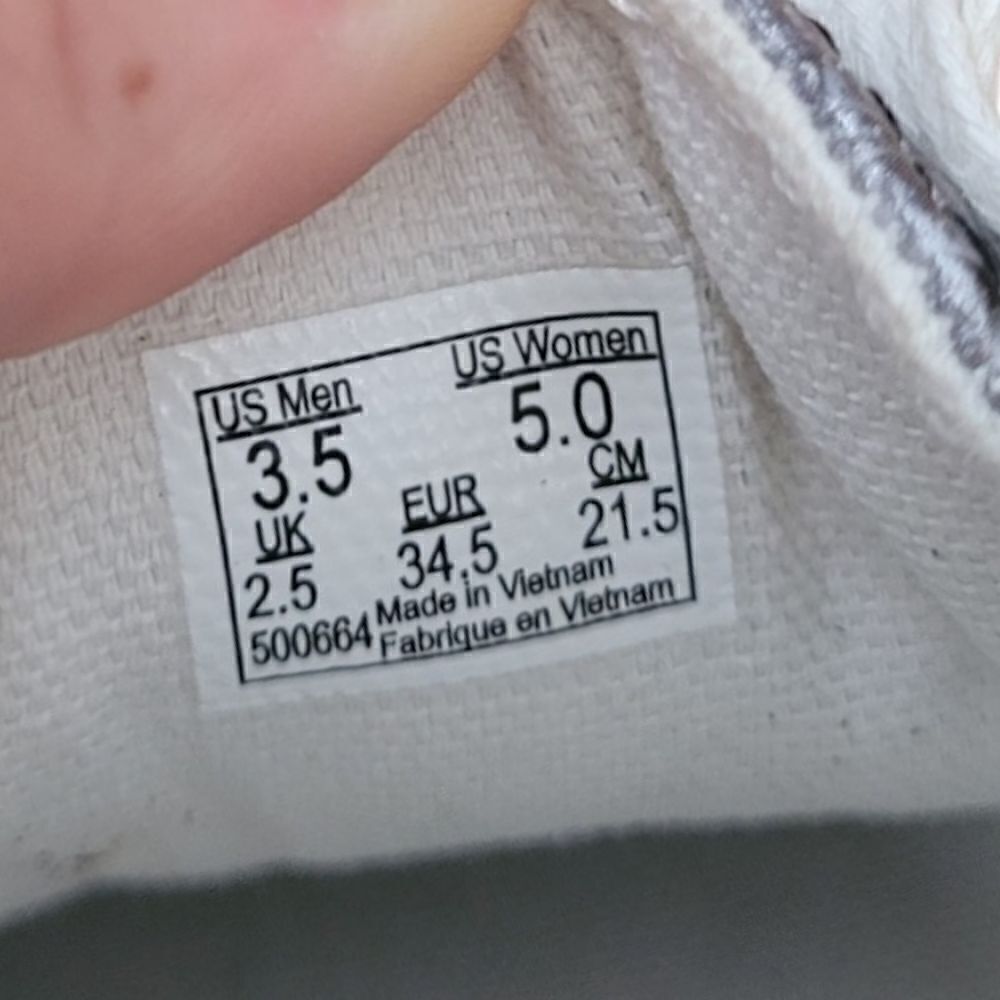 US Men US Women
3.5 5.0
UK EUR CM
2.5 34.5 21.5
500664 Made in Vietnam
Fabrique en Vietnam